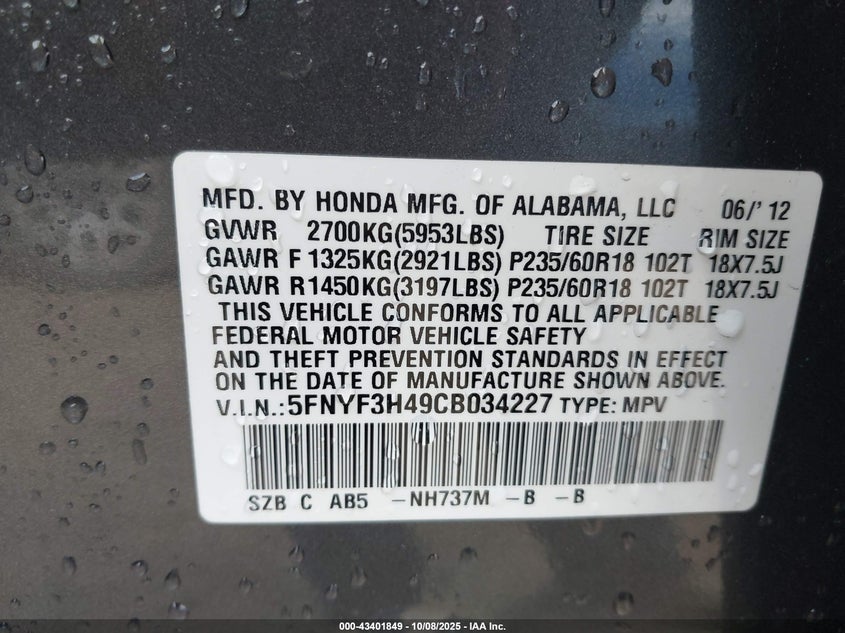 MFD. BY HONDA MFG. OF ALABAMA, LLC 06/'12
GVWR 2700KG(5953LBS) TIRE SIZE RIM SIZE
GAWR F 1325KG(2921LBS) P235/60R18 102T 18X7.5J
GAWR R1450KG(3197LBS) P235/60R18 102T 18X7.5J
THIS VEHICLE CONFORMS TO ALL APPLICABLE
FEDERAL MOTOR VEHICLE SAFETY
AND THEFT PREVENTION STANDARDS IN EFFECT
ON THE DATE OF MANUFACTURE SHOWN ABOVE.
V.I.N.:5FNYF3H49CB034227 TYPE: MPV
SZB C AB5 –NH737M –B –B
000-43401849 - 10/08/2025 - IAA Inc.